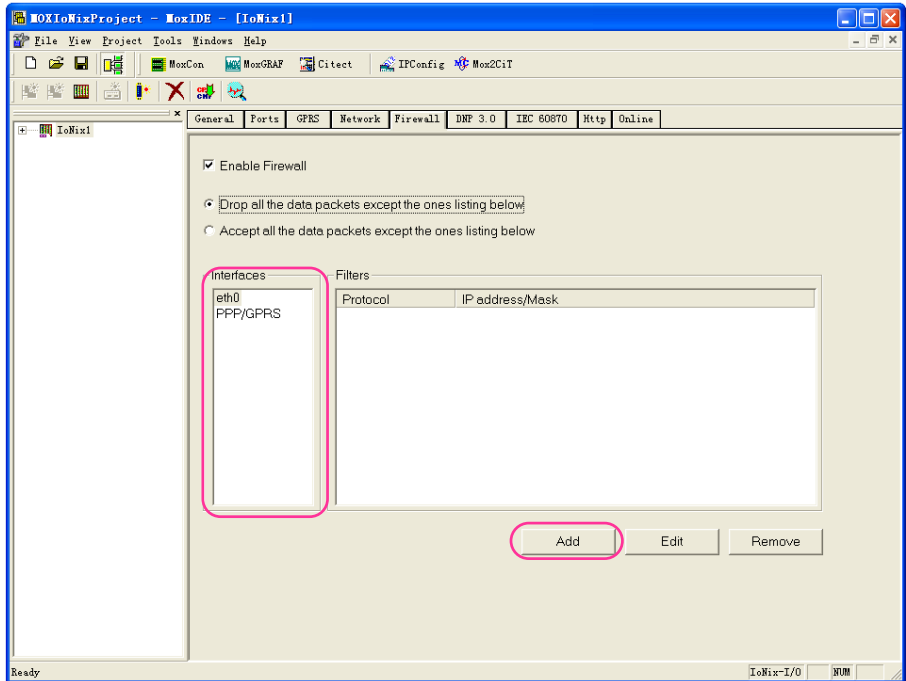 MOXIoNixProject - MoxIDE - [IoNix1]
File View Project Tools Windows Help
MoxCon MOX MoxGRAF Citect IPConfig Mox2CiT
IoNix1
General Ports GPRS Network Firewall DNP 3.0 IEC 60870 Http Online
Enable Firewall
Drop all the data packets except the ones listing below
Accept all the data packets except the ones listing below
Interfaces Filters
eth0 Protocol IP address/Mask
PPP/GPRS
Add Edit Remove
Ready IoNix-I/O NUM